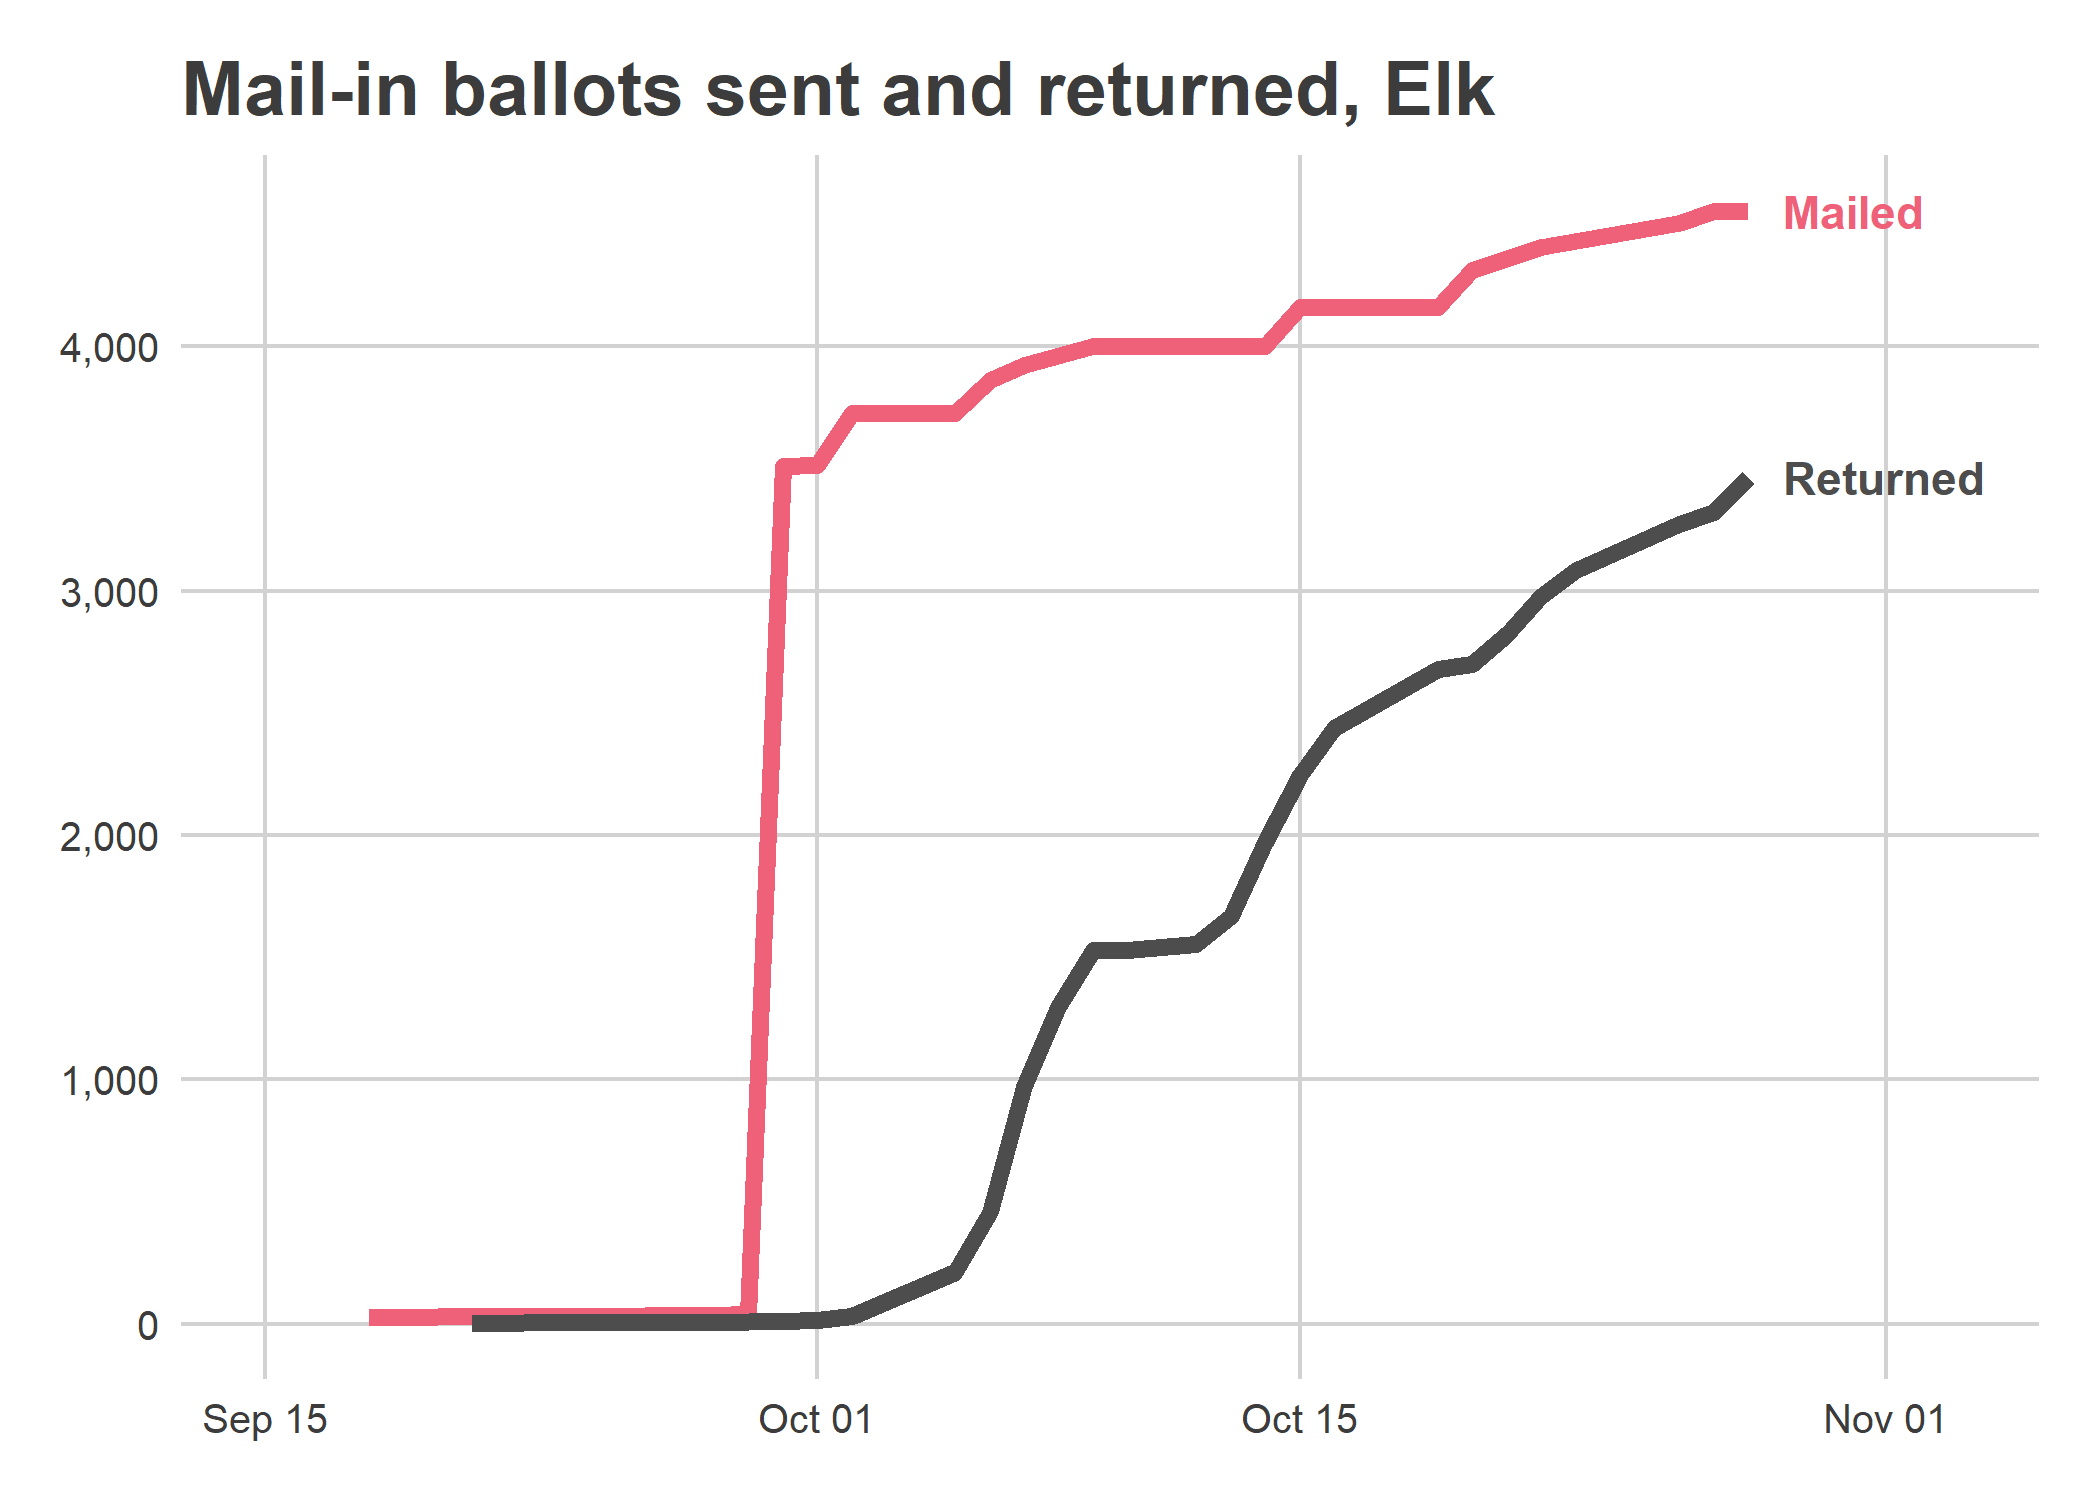 Mail-in ballots sent and returned, Elk
Mailed
4,000
Returned
3,000
2,000
1,000
0
Sep 15
Oct 01
Oct 15
Nov 01